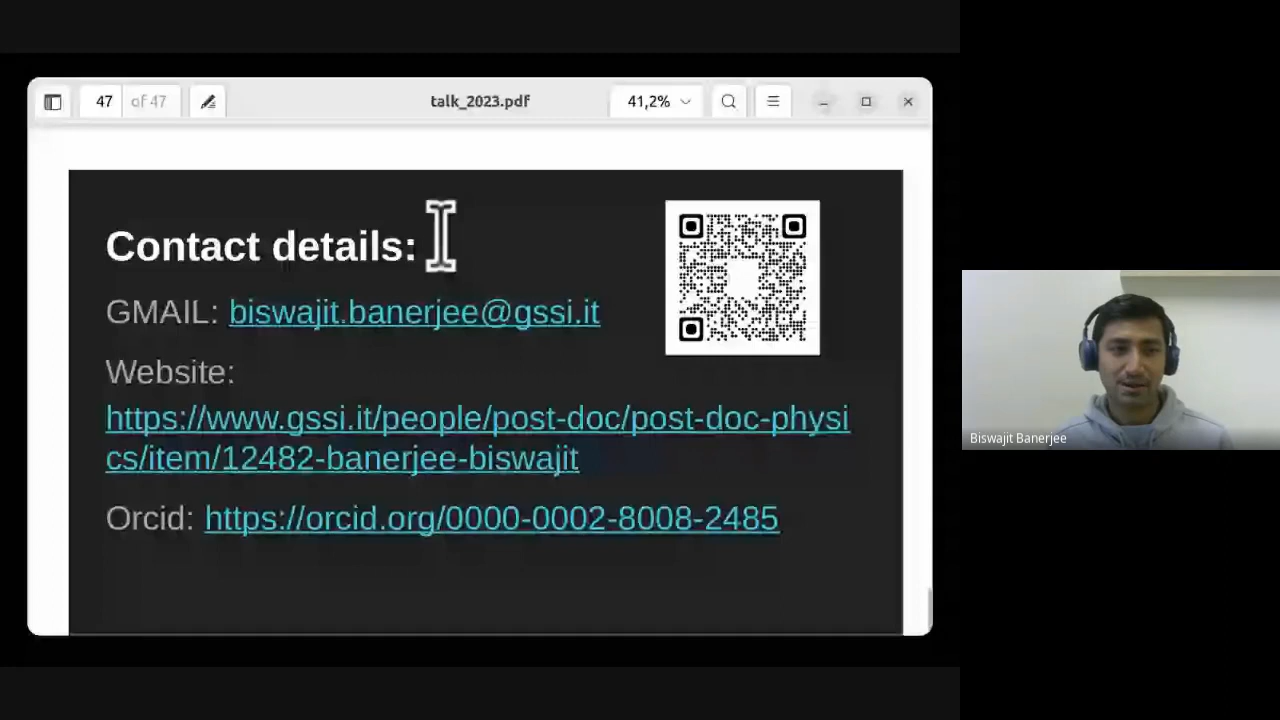 47 of 47 talk_2023.pdf 41,2%
Contact details:
GMAIL: biswajit.banerjee@gssi.it
Website:
https://www.gssi.it/people/post-doc/post-doc-physi
cs/item/12482-banerjee-biswajit
Orcid: https://orcid.org/0000-0002-8008-2485
Biswajit Banerjee